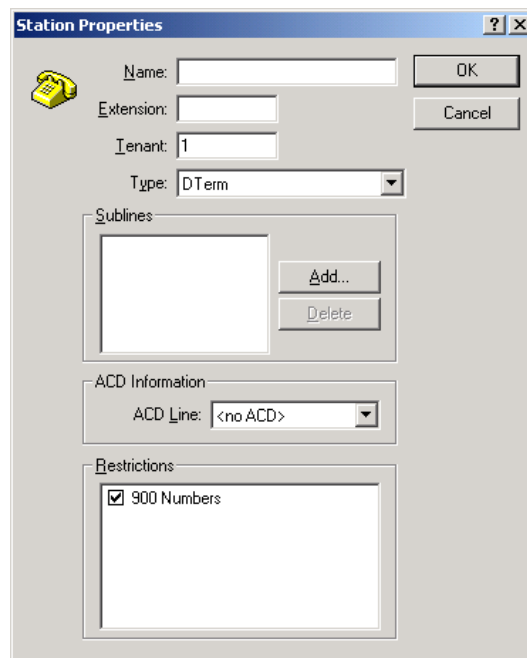 Station Properties
Name:
OK
Extension:
Cancel
Tenant: 1
Type: DTerm
Sublines
Add...
Delete
ACD Information
ACD Line: <no ACD>
Restrictions
900 Numbers